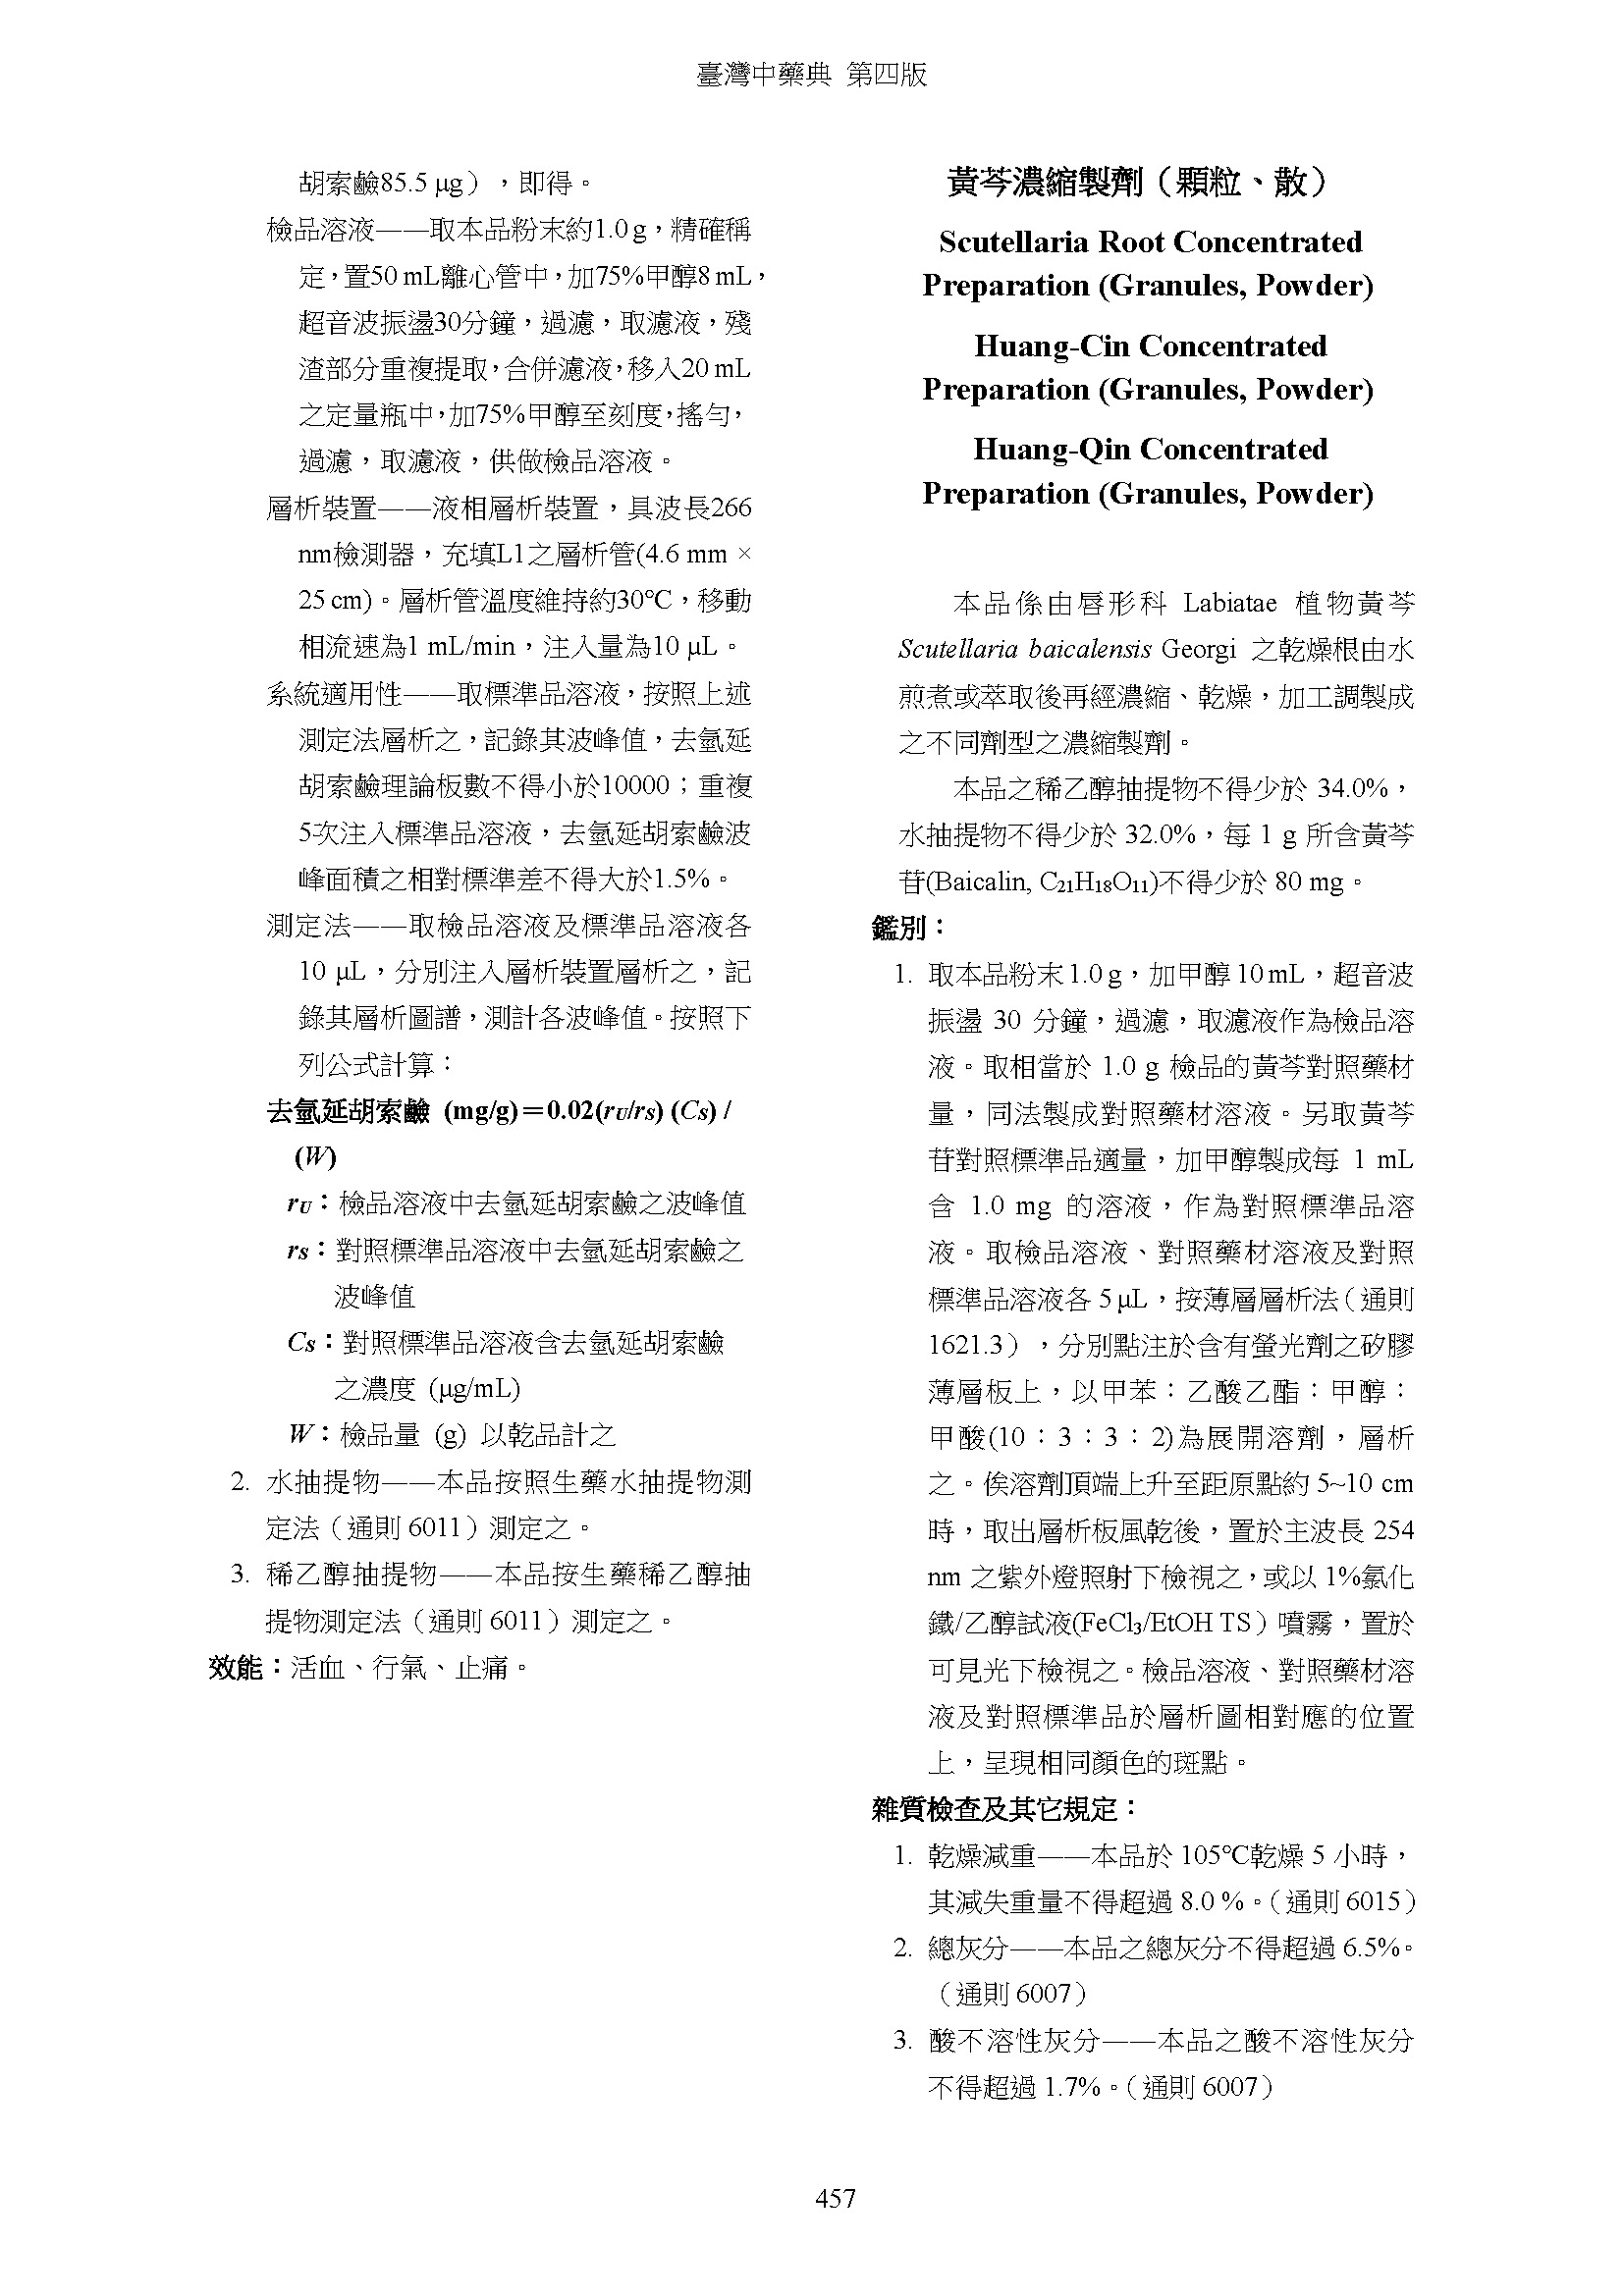 臺灣中藥典 第四版
胡索鹼85.5 μg），即得。
檢品溶液——取本品粉末約1.0 g，精確稱
定，置50 mL離心管中，加75%甲醇8 mL，
超音波振盪30分鐘，過濾，取濾液，殘
渣部分重複提取，合併濾液，移入20 mL
之定量瓶中，加75%甲醇至刻度，搖勻，
過濾，取濾液，供做檢品溶液。
層析裝置——液相層析裝置，具波長266
nm檢測器，充填L1之層析管(4.6 mm ×
25 cm)。層析管溫度維持約30℃，移動
相流速為1 mL/min，注入量為10 μL。
系統適用性——取標準品溶液，按照上述
測定法層析之，記錄其波峰值，去氫延
胡索鹼理論板數不得小於10000；重複
5次注入標準品溶液，去氫延胡索鹼波
峰面積之相對標準差不得大於1.5%。
測定法——取檢品溶液及標準品溶液各
10 μL，分別注入層析裝置層析之，記
錄其層析圖譜，測計各波峰值。按照下
列公式計算：
去氫延胡索鹼 (mg/g)＝0.02(rU/rS) (CS) /
(W)
rU：檢品溶液中去氫延胡索鹼之波峰值
rS：對照標準品溶液中去氫延胡索鹼之
波峰值
CS：對照標準品溶液含去氫延胡索鹼
之濃度 (μg/mL)
W：檢品量 (g) 以乾品計之
2. 水抽提物——本品按照生藥水抽提物測
定法（通則 6011）測定之。
3. 稀乙醇抽提物——本品按生藥稀乙醇抽
提物測定法（通則 6011）測定之。
效能：活血、行氣、止痛。
黃芩濃縮製劑（顆粒、散）
Scutellaria Root Concentrated
Preparation (Granules, Powder)
Huang-Cin Concentrated
Preparation (Granules, Powder)
Huang-Qin Concentrated
Preparation (Granules, Powder)
本品係由唇形科 Labiatae 植物黃芩
Scutellaria baicalensis Georgi 之乾燥根由水
煎煮或萃取後再經濃縮、乾燥，加工調製成
之不同劑型之濃縮製劑。
本品之稀乙醇抽提物不得少於 34.0%，
水抽提物不得少於 32.0%，每 1 g 所含黃芩
苷(Baicalin, C₂₁H₁₈O₁₁)不得少於 80 mg。
鑑別：
1. 取本品粉末 1.0 g，加甲醇 10 mL，超音波
振盪 30 分鐘，過濾，取濾液作為檢品溶
液。取相當於 1.0 g 檢品的黃芩對照藥材
量，同法製成對照藥材溶液。另取黃芩
苷對照標準品適量，加甲醇製成每 1 mL
含 1.0 mg 的溶液，作為對照標準品溶
液。取檢品溶液、對照藥材溶液及對照
標準品溶液各 5 μL，按薄層層析法（通則
1621.3），分別點注於含有螢光劑之矽膠
薄層板上，以甲苯：乙酸乙酯：甲醇：
甲酸(10：3：3：2)為展開溶劑，層析
之。俟溶劑頂端上升至距原點約 5~10 cm
時，取出層析板風乾後，置於主波長 254
nm 之紫外燈照射下檢視之，或以 1%氯化
鐵/乙醇試液(FeCl₃/EtOH TS）噴霧，置於
可見光下檢視之。檢品溶液、對照藥材溶
液及對照標準品於層析圖相對應的位置
上，呈現相同顏色的斑點。
雜質檢查及其它規定：
1. 乾燥減重——本品於 105℃乾燥 5 小時，
其減失重量不得超過 8.0 %。（通則 6015）
2. 總灰分——本品之總灰分不得超過 6.5%。
（通則 6007）
3. 酸不溶性灰分——本品之酸不溶性灰分
不得超過 1.7%。（通則 6007）
457